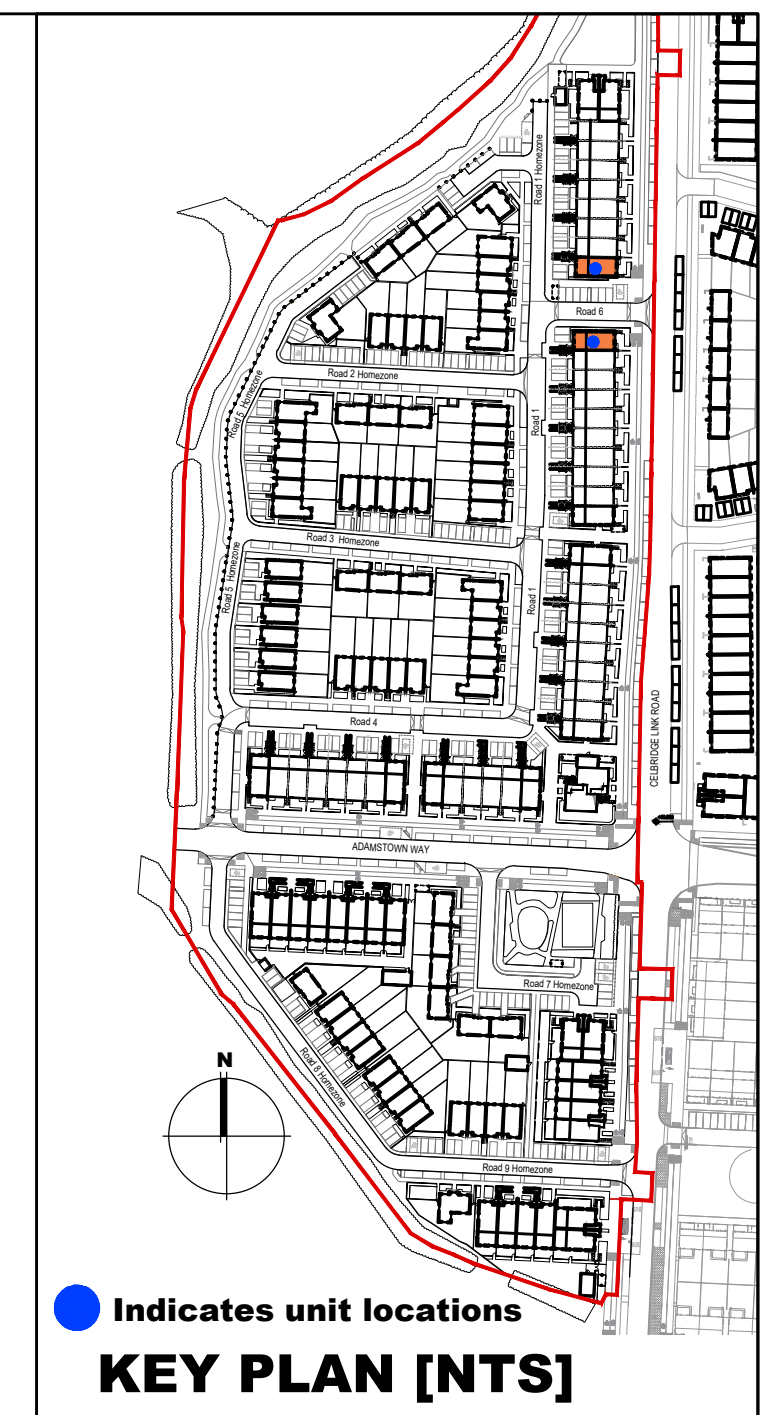 Road 1 Homezone
Road 6
Road 2 Homezone
Road 5 Homezone
Road 1
Road 3 Homezone
Road 5 Homezone
Road 1
CELBRIDGE LINK ROAD
Road 4
ADAMSTOWN WAY
Road 7 Homezone
Road 8 Homezone
N
Road 9 Homezone
Indicates unit locations
KEY PLAN [NTS]